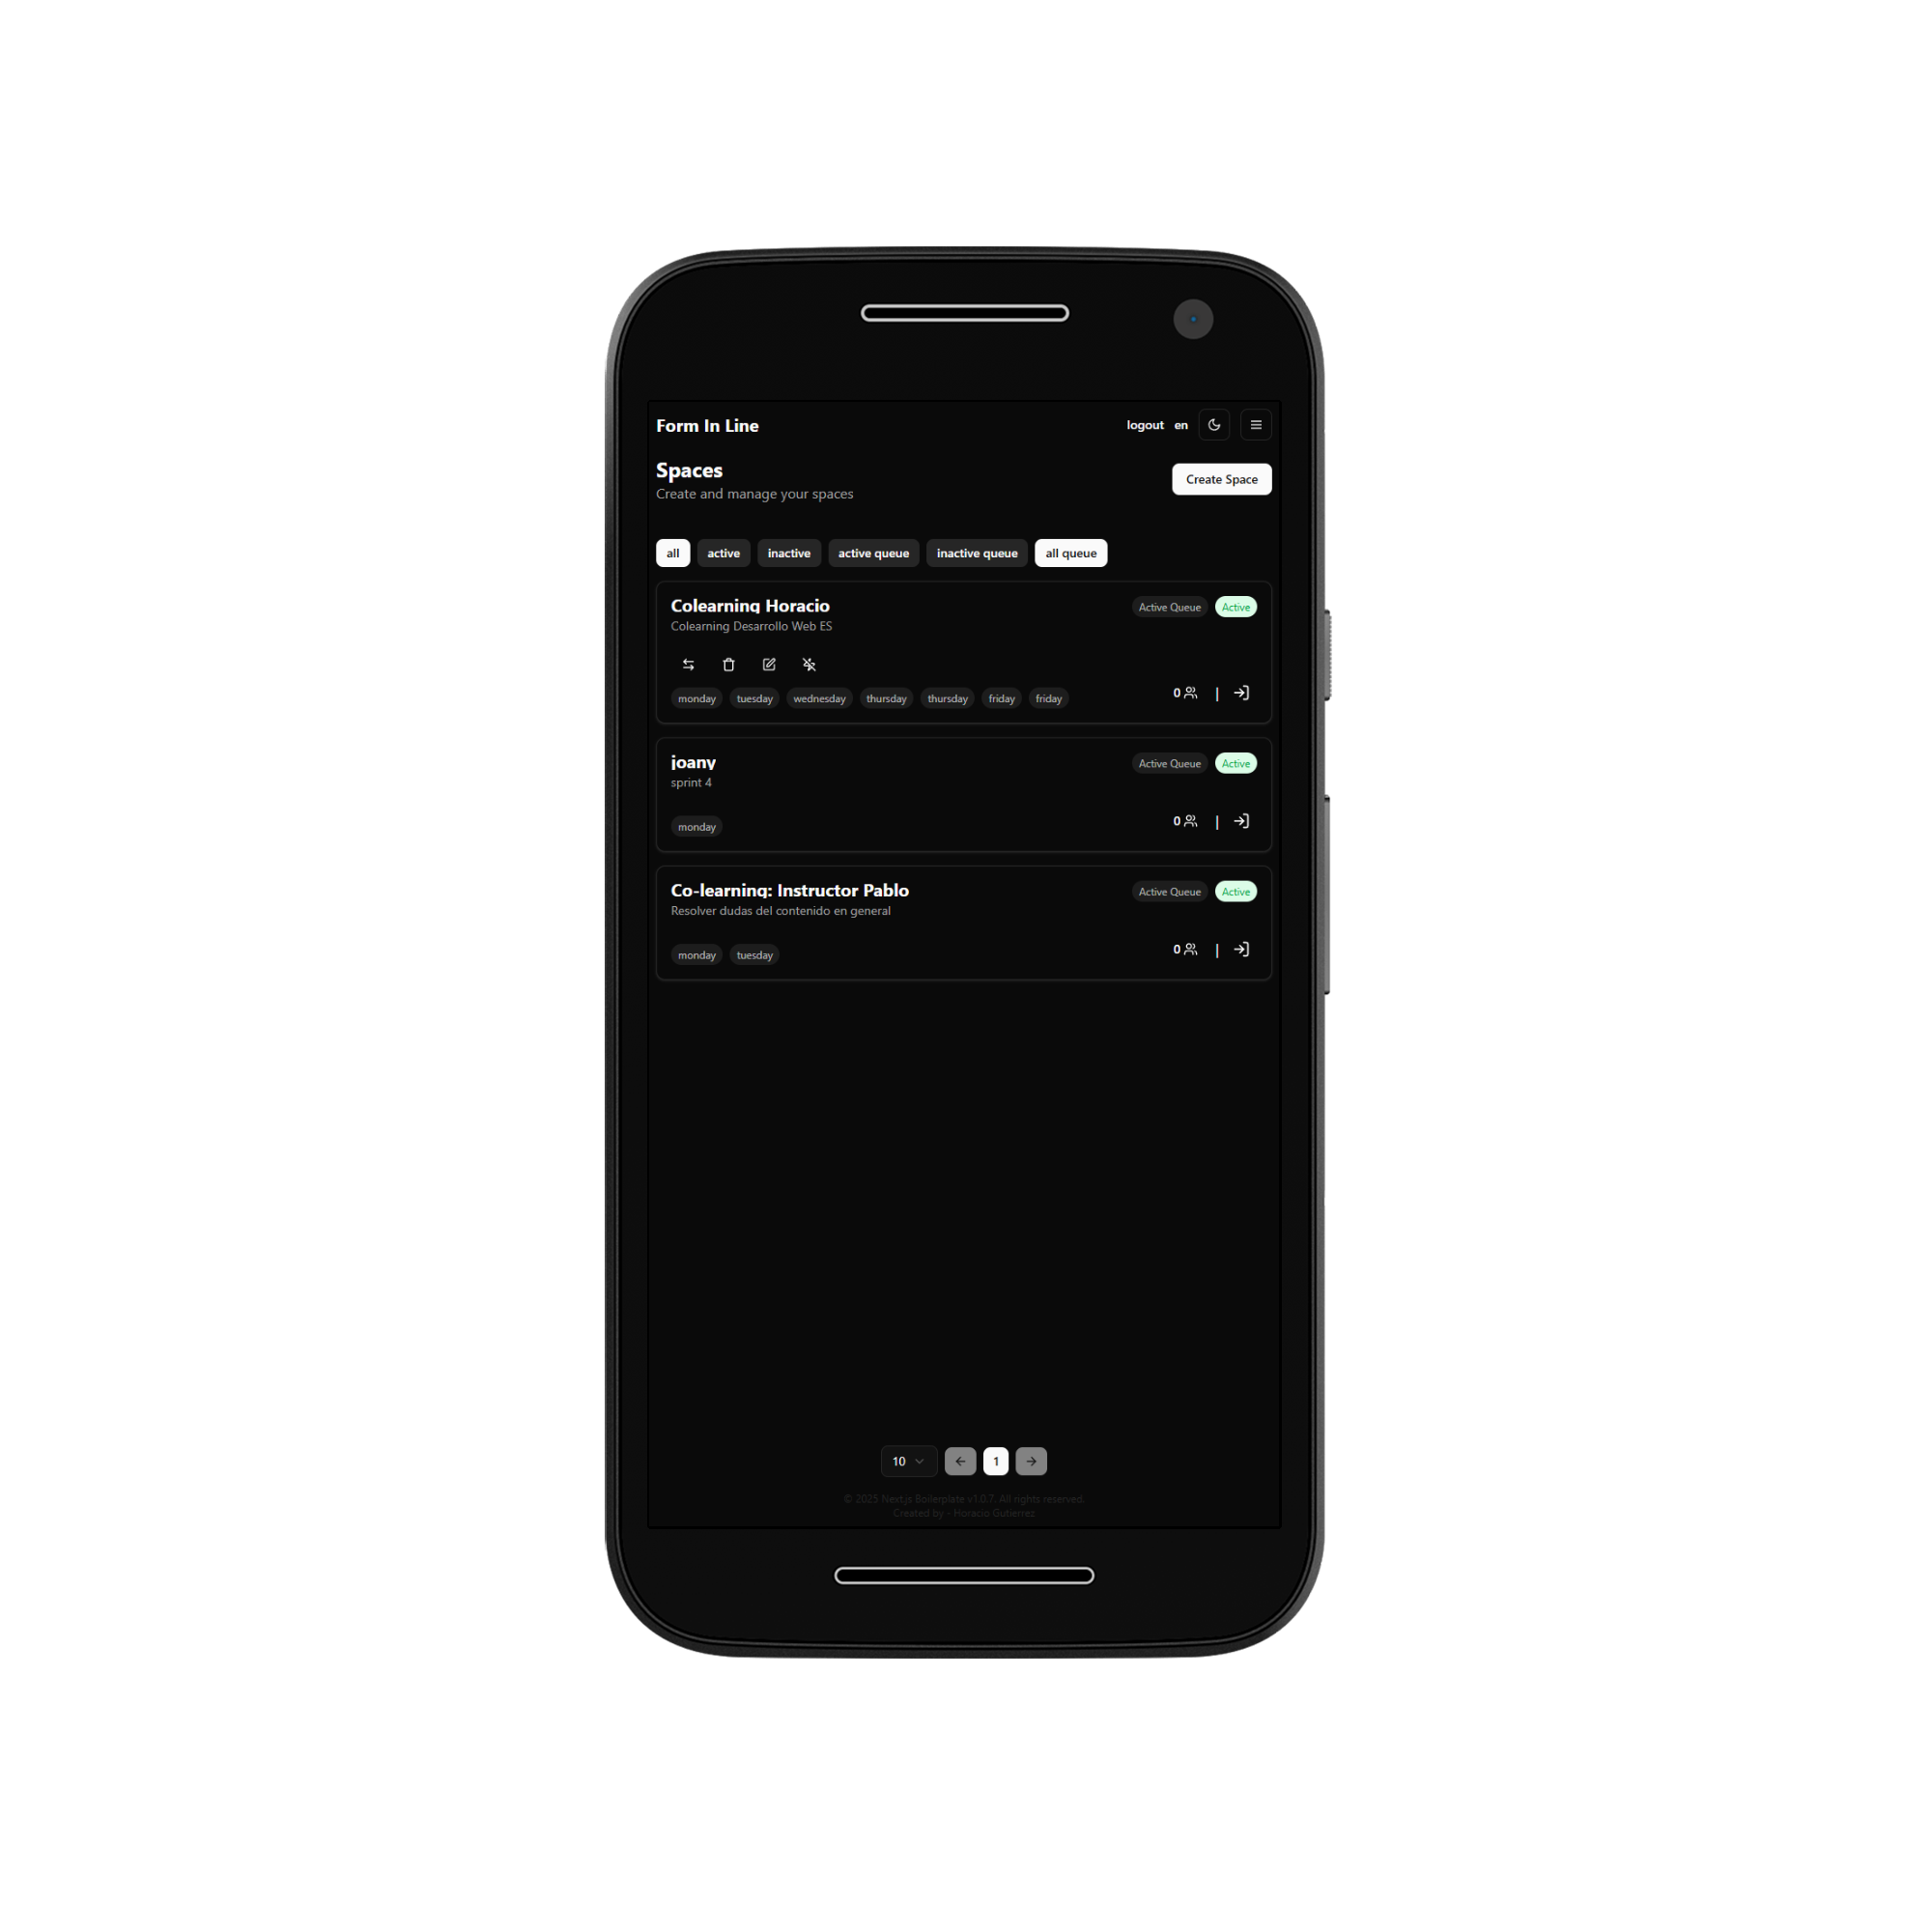 Form In Line logout en
Spaces
Create and manage your spaces
Create Space
all active inactive active queue inactive queue all queue
Colearning Horacio Active Queue Active
Colearning Desarrollo Web ES
monday tuesday wednesday thursday thursday friday friday 0 |
joany Active Queue Active
sprint 4
monday 0 |
Co-learning: Instructor Pablo Active Queue Active
Resolver dudas del contenido en general
monday tuesday 0 |
10 1
© 2025 Next.js Boilerplate v1.0.7. All rights reserved.
Created by - Horacio Gutierrez